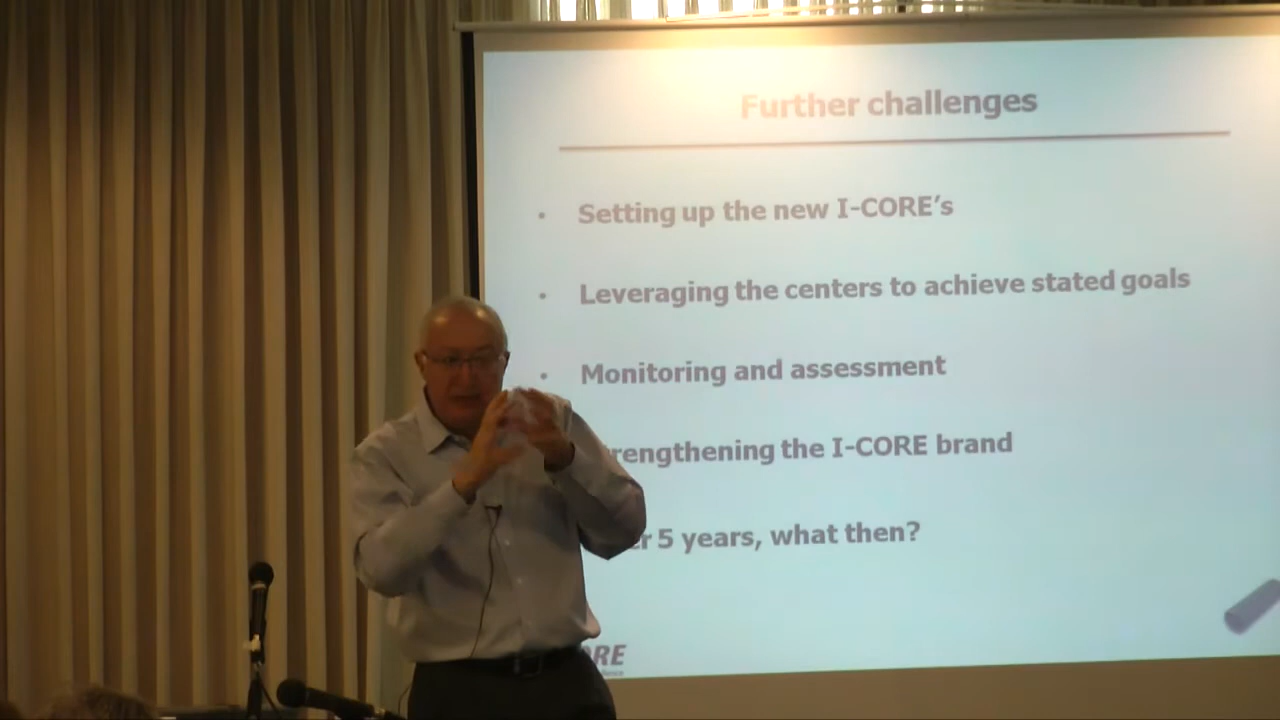 Further challenges
• Setting up the new I-CORE's
• Leveraging the centers to achieve stated goals
• Monitoring and assessment
rengthening the I-CORE brand
r 5 years, what then?
ORE